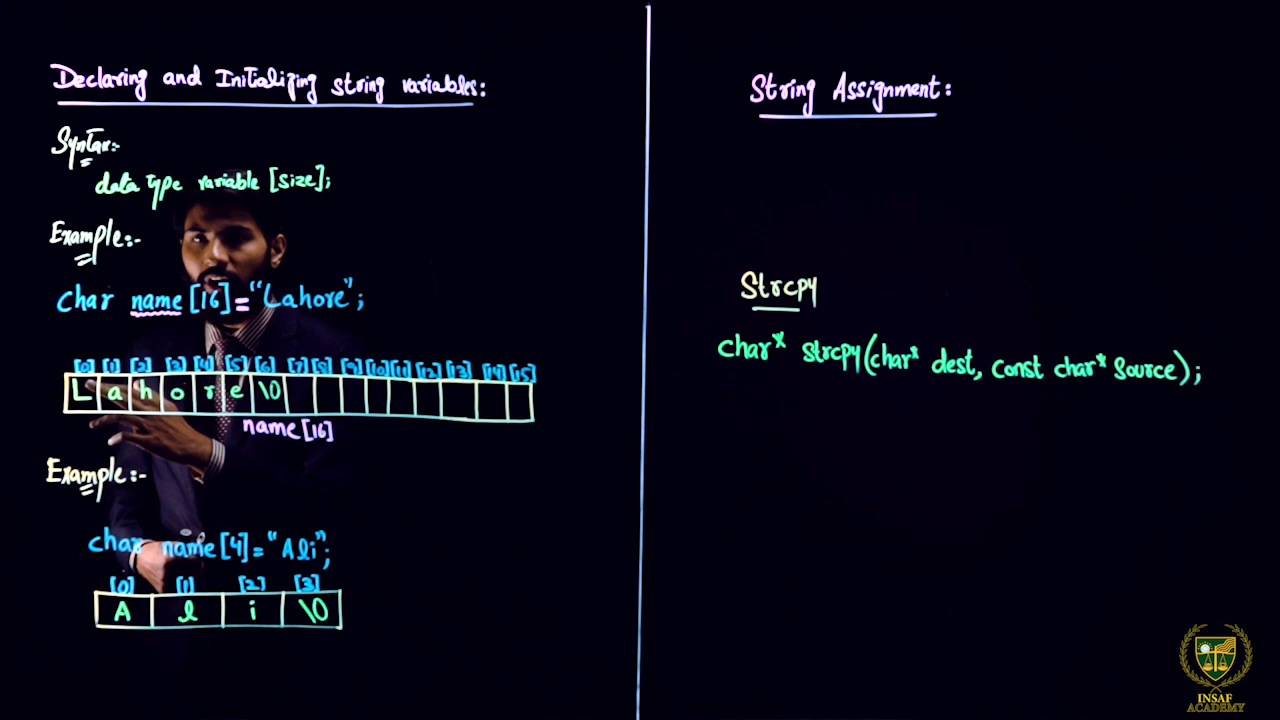 Declaring and Initializing string variables:
Syntax:-
data type variable [size];
Example:-
char name [16] = "Lahore";
[0] [1] [2] [3] [4] [5] [6] [7] [8] [9] [10] [11] [12] [13] [14] [15]
L a h o r e \0
name [16]
Example:-
char name [4] = "Ali";
[0] [1] [2] [3]
A l i \0
String Assignment:
Strcpy
char* strcpy(char* dest, const char* Source);
INSAF
ACADEMY